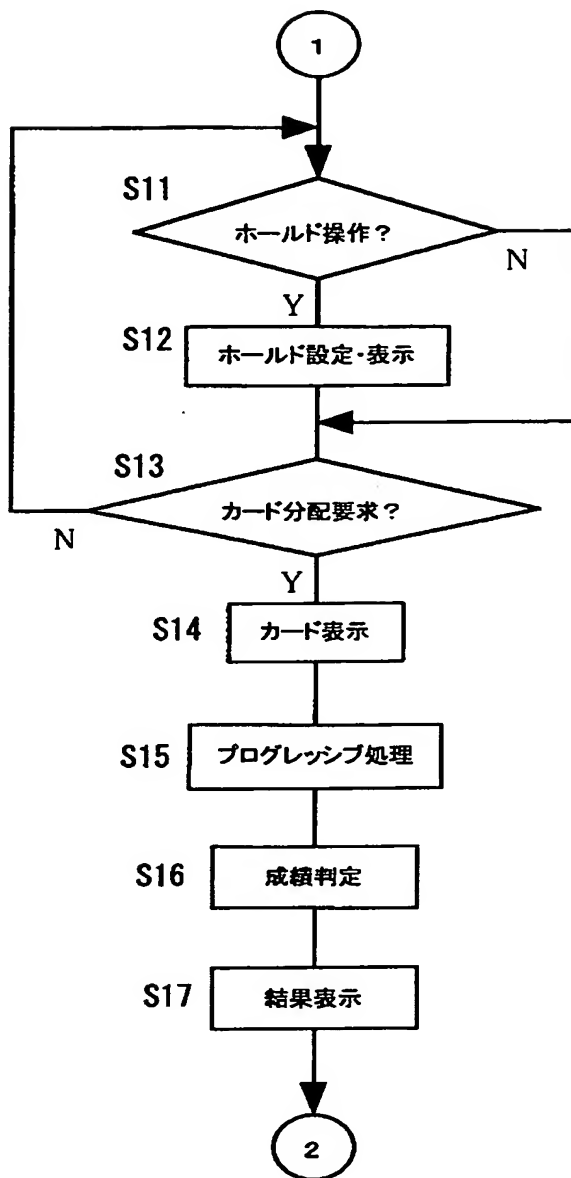 1
S11
ホールド操作?
N
Y
S12
ホールド設定・表示
S13
カード分配要求?
N
Y
S14
カード表示
S15
プログレッシブ処理
S16
成績判定
S17
結果表示
2